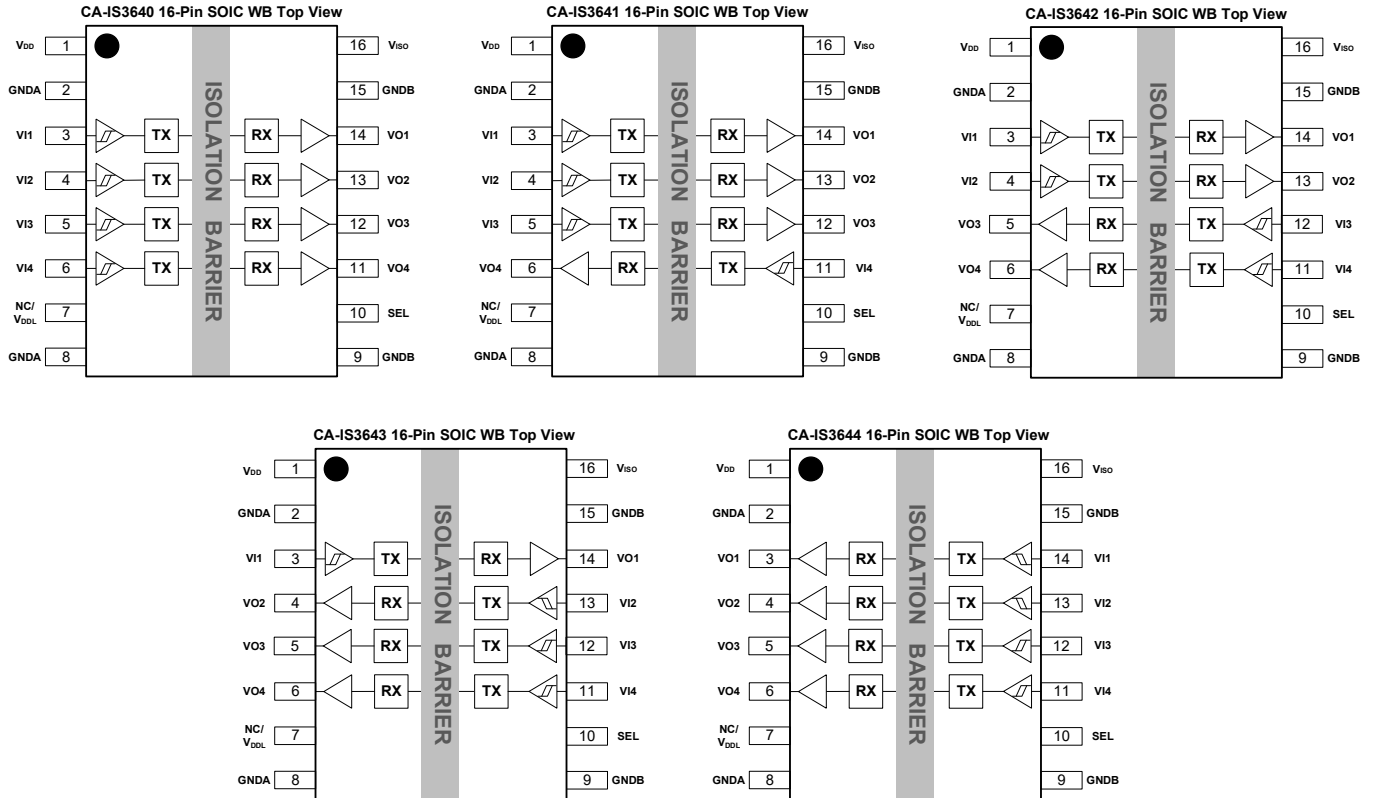 CA-IS3640 16-Pin SOIC WB Top View
VDD 1 16 VISO
GNDA 2 15 GNDB
VI1 3 TX RX 14 VO1
VI2 4 TX RX 13 VO2
VI3 5 TX RX 12 VO3
VI4 6 TX RX 11 VO4
NC/
VDDL 7 10 SEL
GNDA 8 9 GNDB
ISOLATION BARRIER
CA-IS3641 16-Pin SOIC WB Top View
VDD 1 16 VISO
GNDA 2 15 GNDB
VI1 3 TX RX 14 VO1
VI2 4 TX RX 13 VO2
VI3 5 TX RX 12 VO3
VO4 6 RX TX 11 VI4
NC/
VDDL 7 10 SEL
GNDA 8 9 GNDB
ISOLATION BARRIER
CA-IS3642 16-Pin SOIC WB Top View
VDD 1 16 VISO
GNDA 2 15 GNDB
VI1 3 TX RX 14 VO1
VI2 4 TX RX 13 VO2
VO3 5 RX TX 12 VI3
VO4 6 RX TX 11 VI4
NC/
VDDL 7 10 SEL
GNDA 8 9 GNDB
ISOLATION BARRIER
CA-IS3643 16-Pin SOIC WB Top View
VDD 1 16 VISO
GNDA 2 15 GNDB
VI1 3 TX RX 14 VO1
VO2 4 RX TX 13 VI2
VO3 5 RX TX 12 VI3
VO4 6 RX TX 11 VI4
NC/
VDDL 7 10 SEL
GNDA 8 9 GNDB
ISOLATION BARRIER
CA-IS3644 16-Pin SOIC WB Top View
VDD 1 16 VISO
GNDA 2 15 GNDB
VO1 3 RX TX 14 VI1
VO2 4 RX TX 13 VI2
VO3 5 RX TX 12 VI3
VO4 6 RX TX 11 VI4
NC/
VDDL 7 10 SEL
GNDA 8 9 GNDB
ISOLATION BARRIER